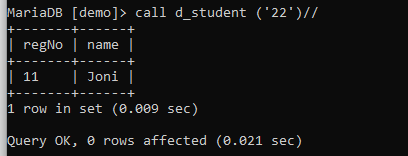 MariaDB [demo]> call d_student ('22')//
+-------+------+
| regNo | name |
+-------+------+
| 11    | Joni |
+-------+------+
1 row in set (0.009 sec)

Query OK, 0 rows affected (0.021 sec)